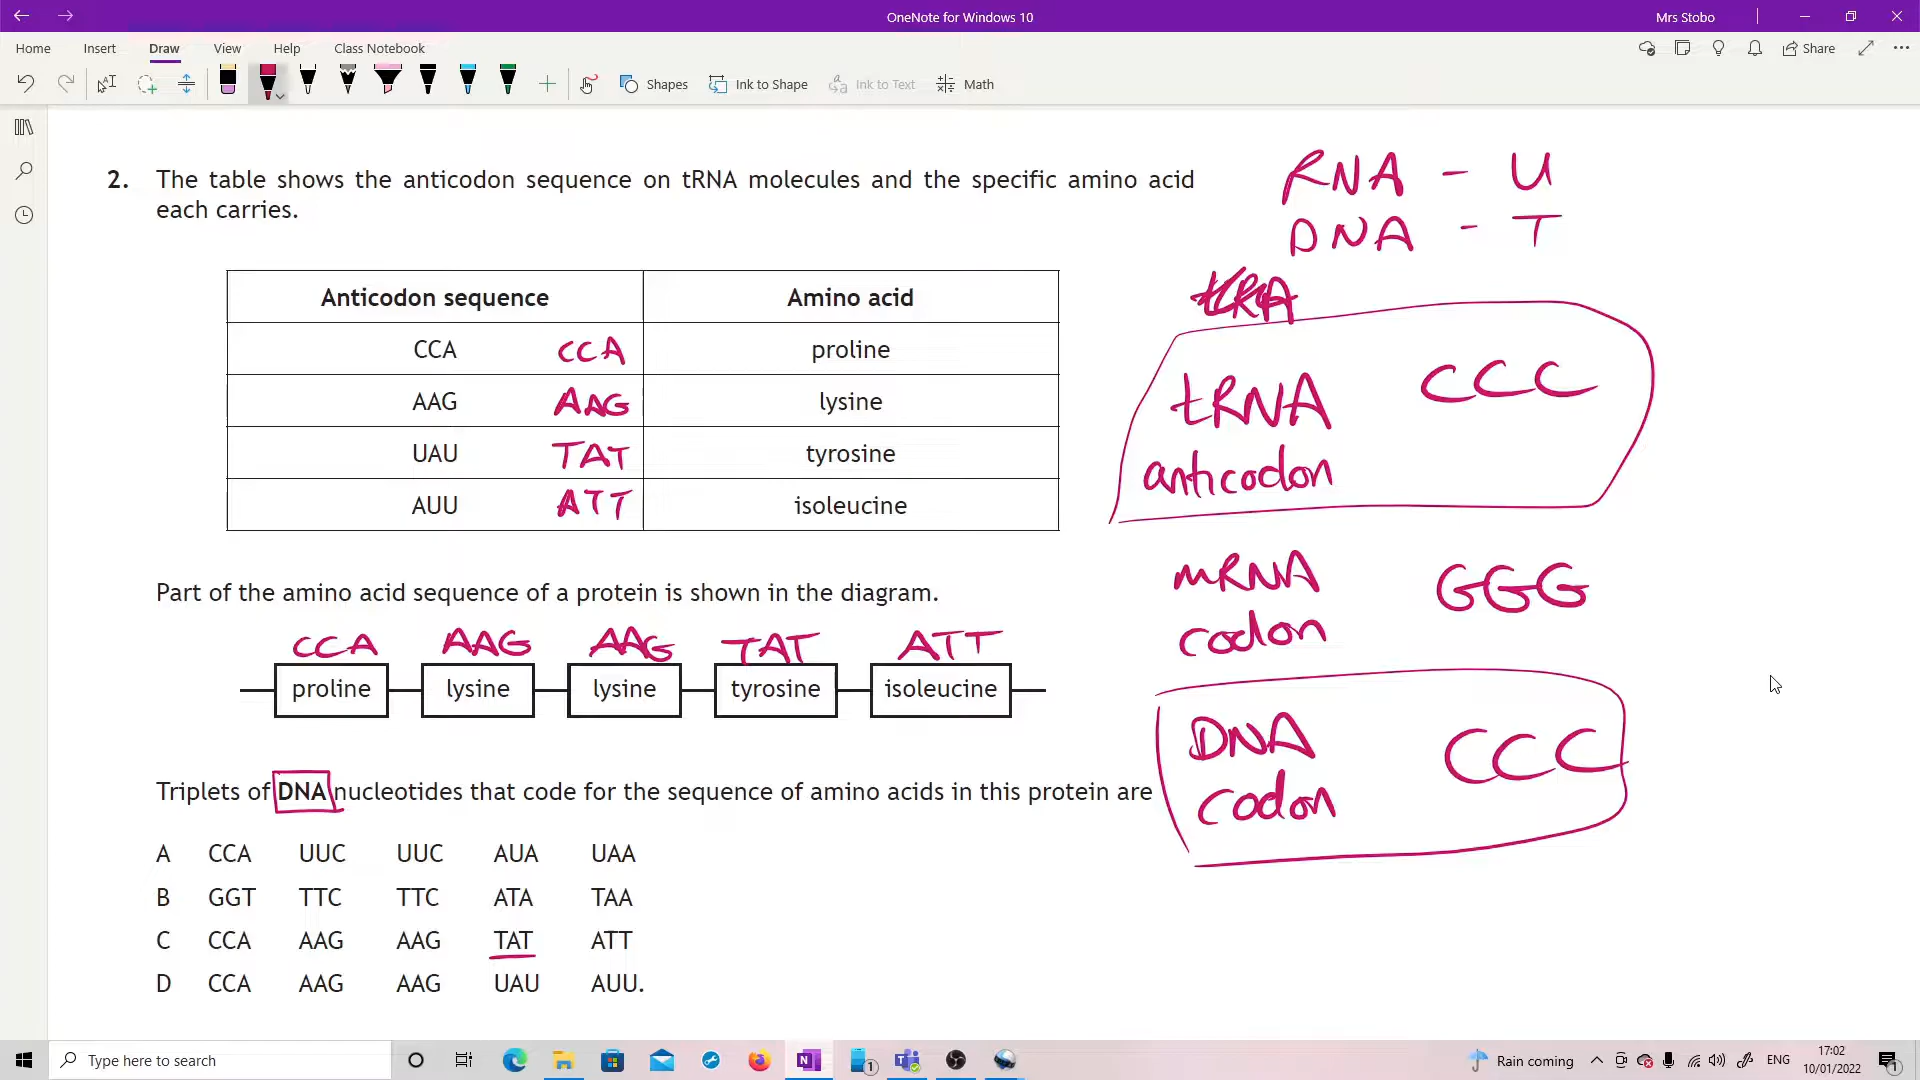 OneNote for Windows 10
Mrs Stobo
Home Insert Draw View Help Class Notebook
Share
Shapes Ink to Shape Ink to Text Math
2. The table shows the anticodon sequence on tRNA molecules and the specific amino acid
each carries.
RNA - U
DNA - T
Anticodon sequence Amino acid
CCA CCA proline
AAG AAG lysine
UAU TAT tyrosine
AUU ATT isoleucine
tRNA CCC
anticodon
mRNA GGG
codon
DNA CCC
codon
Part of the amino acid sequence of a protein is shown in the diagram.
CCA AAG AAG TAT ATT
proline lysine lysine tyrosine isoleucine
Triplets of DNA nucleotides that code for the sequence of amino acids in this protein are
A CCA UUC UUC AUA UAA
B GGT TTC TTC ATA TAA
C CCA AAG AAG TAT ATT
D CCA AAG AAG UAU AUU.
Type here to search
Rain coming
ENG
17:02
10/01/2022